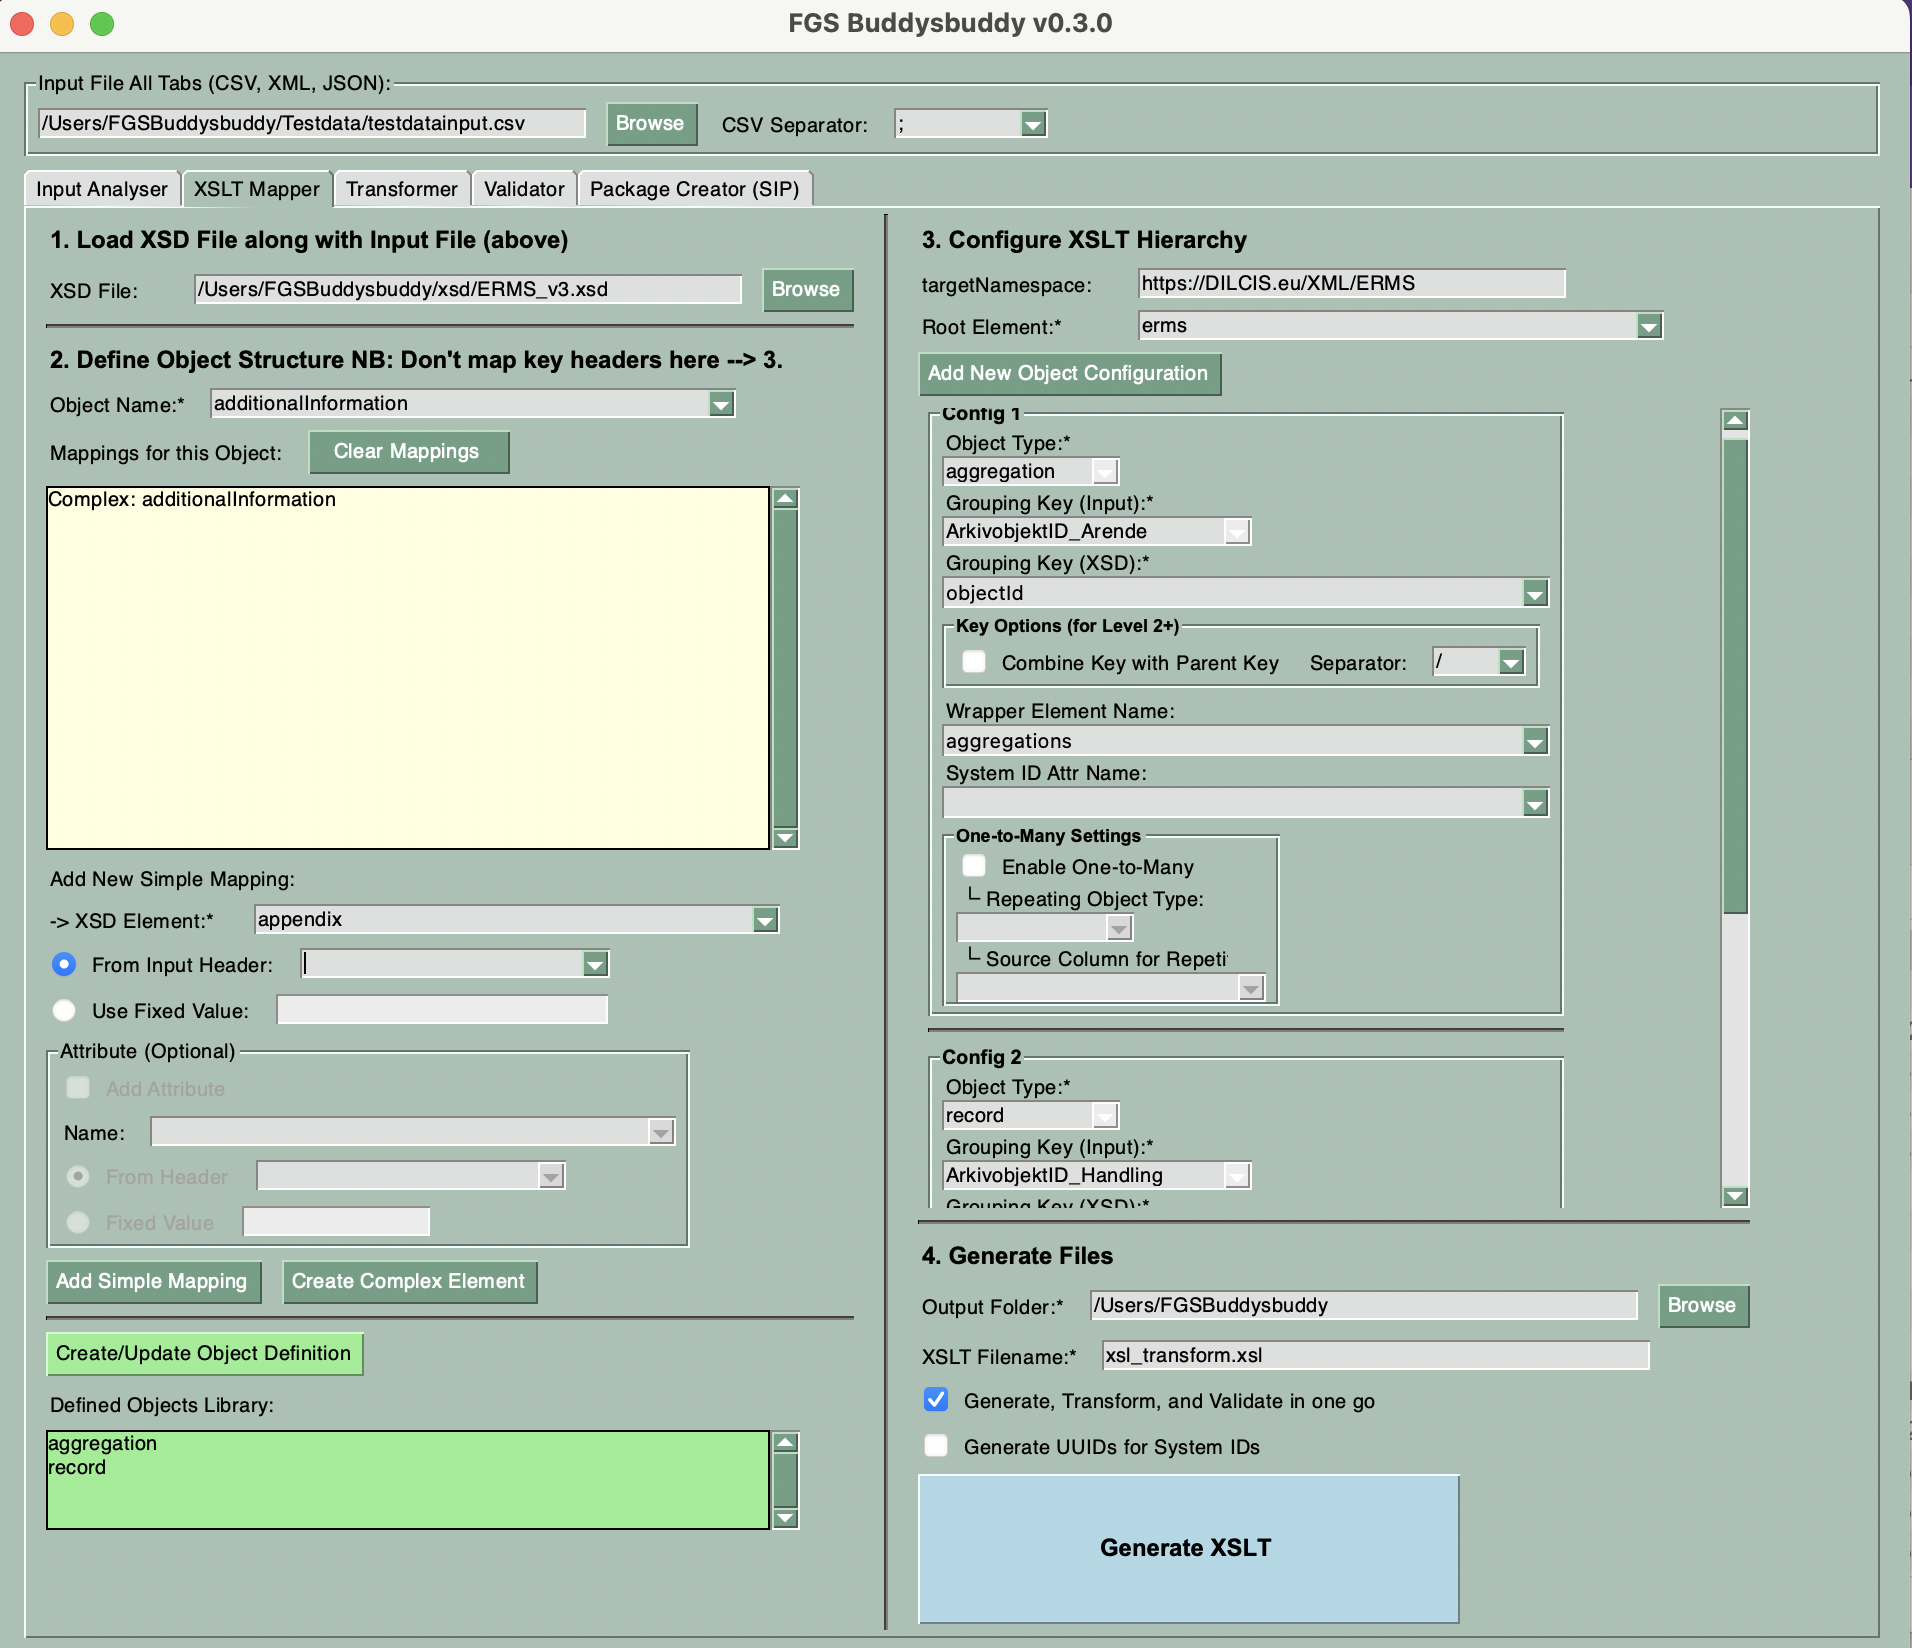 FGS Buddysbuddy v0.3.0
Input File All Tabs (CSV, XML, JSON):
/Users/FGSBuddysbuddy/Testdata/testdatainput.csv
Browse
CSV Separator:
;
Input Analyser
XSLT Mapper
Transformer
Validator
Package Creator (SIP)
1. Load XSD File along with Input File (above)
XSD File:
/Users/FGSBuddysbuddy/xsd/ERMS_v3.xsd
Browse
2. Define Object Structure NB: Don't map key headers here --> 3.
Object Name:*
additionalInformation
Mappings for this Object:
Clear Mappings
Complex: additionalInformation
Add New Simple Mapping:
-> XSD Element:*
appendix
From Input Header:
Use Fixed Value:
Attribute (Optional)
Add Attribute
Name:
From Header
Fixed Value
Add Simple Mapping
Create Complex Element
Create/Update Object Definition
Defined Objects Library:
aggregation
record
3. Configure XSLT Hierarchy
targetNamespace:
https://DILCIS.eu/XML/ERMS
Root Element:*
erms
Add New Object Configuration
Config 1
Object Type:*
aggregation
Grouping Key (Input):*
ArkivobjektID_Arende
Grouping Key (XSD):*
objectId
Key Options (for Level 2+)
Combine Key with Parent Key
Separator:
/
Wrapper Element Name:
aggregations
System ID Attr Name:
One-to-Many Settings
Enable One-to-Many
└ Repeating Object Type:
└ Source Column for Repeti
Config 2
Object Type:*
record
Grouping Key (Input):*
ArkivobjektID_Handling
Grouping Key (XSD):*
4. Generate Files
Output Folder:*
/Users/FGSBuddysbuddy
Browse
XSLT Filename:*
xsl_transform.xsl
Generate, Transform, and Validate in one go
Generate UUIDs for System IDs
Generate XSLT